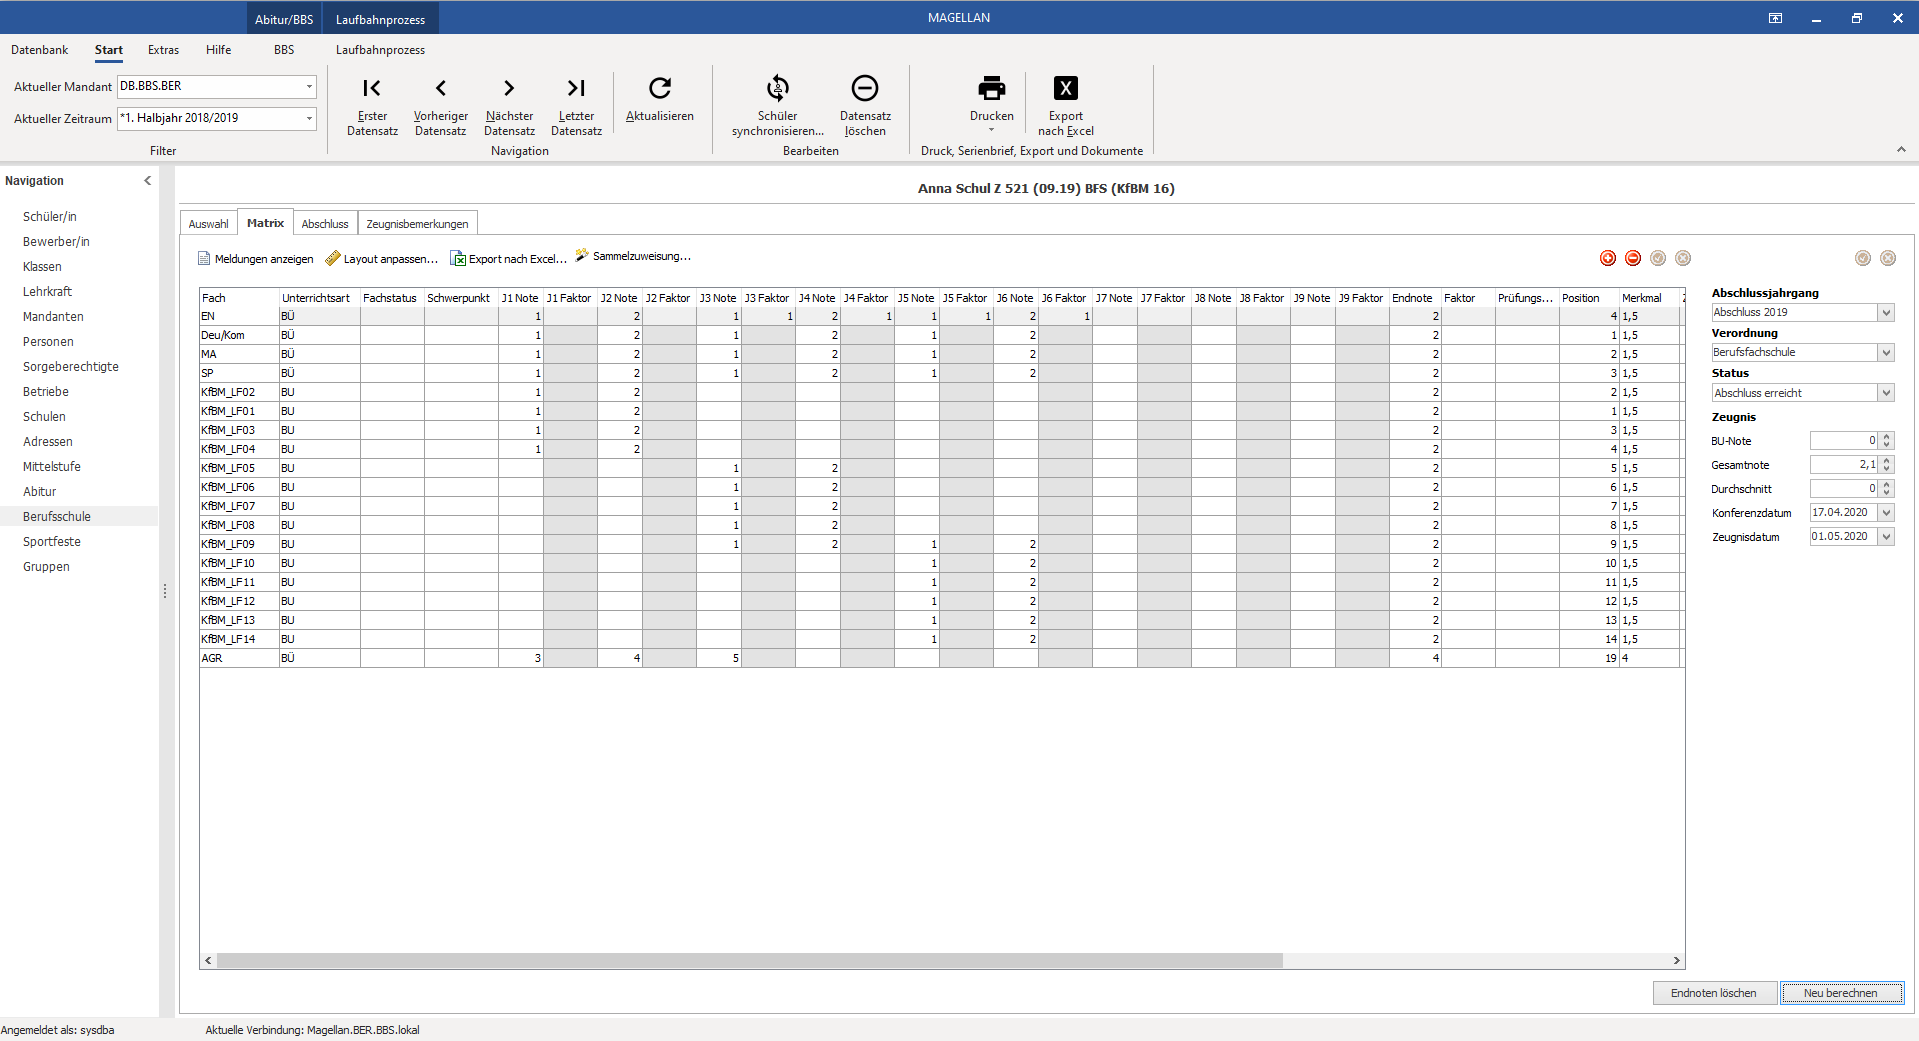 Abitur/BBS Laufbahnprozess MAGELLAN
Datenbank Start Extras Hilfe BBS Laufbahnprozess
Aktueller Mandant DB.BBS.BER
Aktueller Zeitraum *1. Halbjahr 2018/2019
Filter
Erster Datensatz
Vorheriger Datensatz
Nächster Datensatz
Letzter Datensatz
Aktualisieren
Navigation
Schüler synchronisieren...
Datensatz löschen
Bearbeiten
Drucken
Export nach Excel
Druck, Serienbrief, Export und Dokumente
Navigation
Schüler/in
Bewerber/in
Klassen
Lehrkraft
Mandanten
Personen
Sorgeberechtigte
Betriebe
Schulen
Adressen
Mittelstufe
Abitur
Berufsschule
Sportfeste
Gruppen
Anna Schul Z 521 (09.19) BFS (KfBM 16)
Auswahl Matrix Abschluss Zeugnisbemerkungen
Meldungen anzeigen Layout anpassen... Export nach Excel... Sammelzuweisung...
Fach Unterrichtsart Fachstatus Schwerpunkt J1 Note J1 Faktor J2 Note J2 Faktor J3 Note J3 Faktor J4 Note J4 Faktor J5 Note J5 Faktor J6 Note J6 Faktor J7 Note J7 Faktor J8 Note J8 Faktor J9 Note J9 Faktor Endnote Faktor Prüfungs... Position Merkmal
EN BÜ 1 2 1 1 2 1 1 1 2 1 2 4 1,5
Deu/Kom BÜ 1 2 1 2 1 2 2 1 1,5
MA BÜ 1 2 1 2 1 2 2 2 1,5
SP BÜ 1 2 1 2 1 2 2 3 1,5
KfBM_LF02 BU 1 2 2 2 1,5
KfBM_LF01 BU 1 2 2 1 1,5
KfBM_LF03 BU 1 2 2 3 1,5
KfBM_LF04 BU 1 2 2 4 1,5
KfBM_LF05 BU 1 2 2 5 1,5
KfBM_LF06 BU 1 2 2 6 1,5
KfBM_LF07 BU 1 2 2 7 1,5
KfBM_LF08 BU 1 2 2 8 1,5
KfBM_LF09 BU 1 2 1 2 2 9 1,5
KfBM_LF10 BU 1 2 2 10 1,5
KfBM_LF11 BU 1 2 2 11 1,5
KfBM_LF12 BU 1 2 2 12 1,5
KfBM_LF13 BU 1 2 2 13 1,5
KfBM_LF14 BU 1 2 2 14 1,5
AGR BÜ 3 4 5 4 19 4
Abschlussjahrgang
Abschluss 2019
Verordnung
Berufsfachschule
Status
Abschluss erreicht
Zeugnis
BU-Note 0
Gesamtnote 2,1
Durchschnitt 0
Konferenzdatum 17.04.2020
Zeugnisdatum 01.05.2020
Endnoten löschen Neu berechnen
Angemeldet als: sysdba Aktuelle Verbindung: Magellan.BER.BBS.lokal